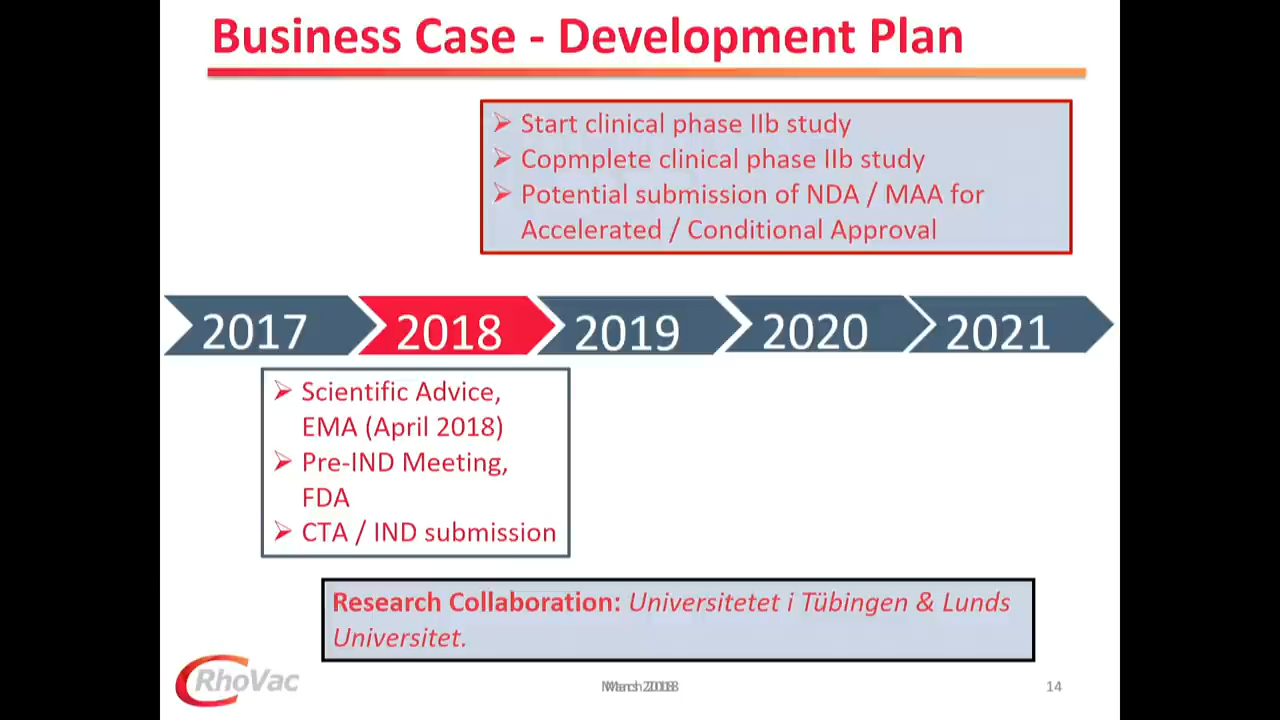 Business Case - Development Plan
➢ Start clinical phase IIb study
➢ Copmplete clinical phase IIb study
➢ Potential submission of NDA / MAA for
Accelerated / Conditional Approval
2017 2018 2019 2020 2021
➢ Scientific Advice,
EMA (April 2018)
➢ Pre-IND Meeting,
FDA
➢ CTA / IND submission
Research Collaboration: Universitetet i Tübingen & Lunds
Universitet.
RhoVac
14